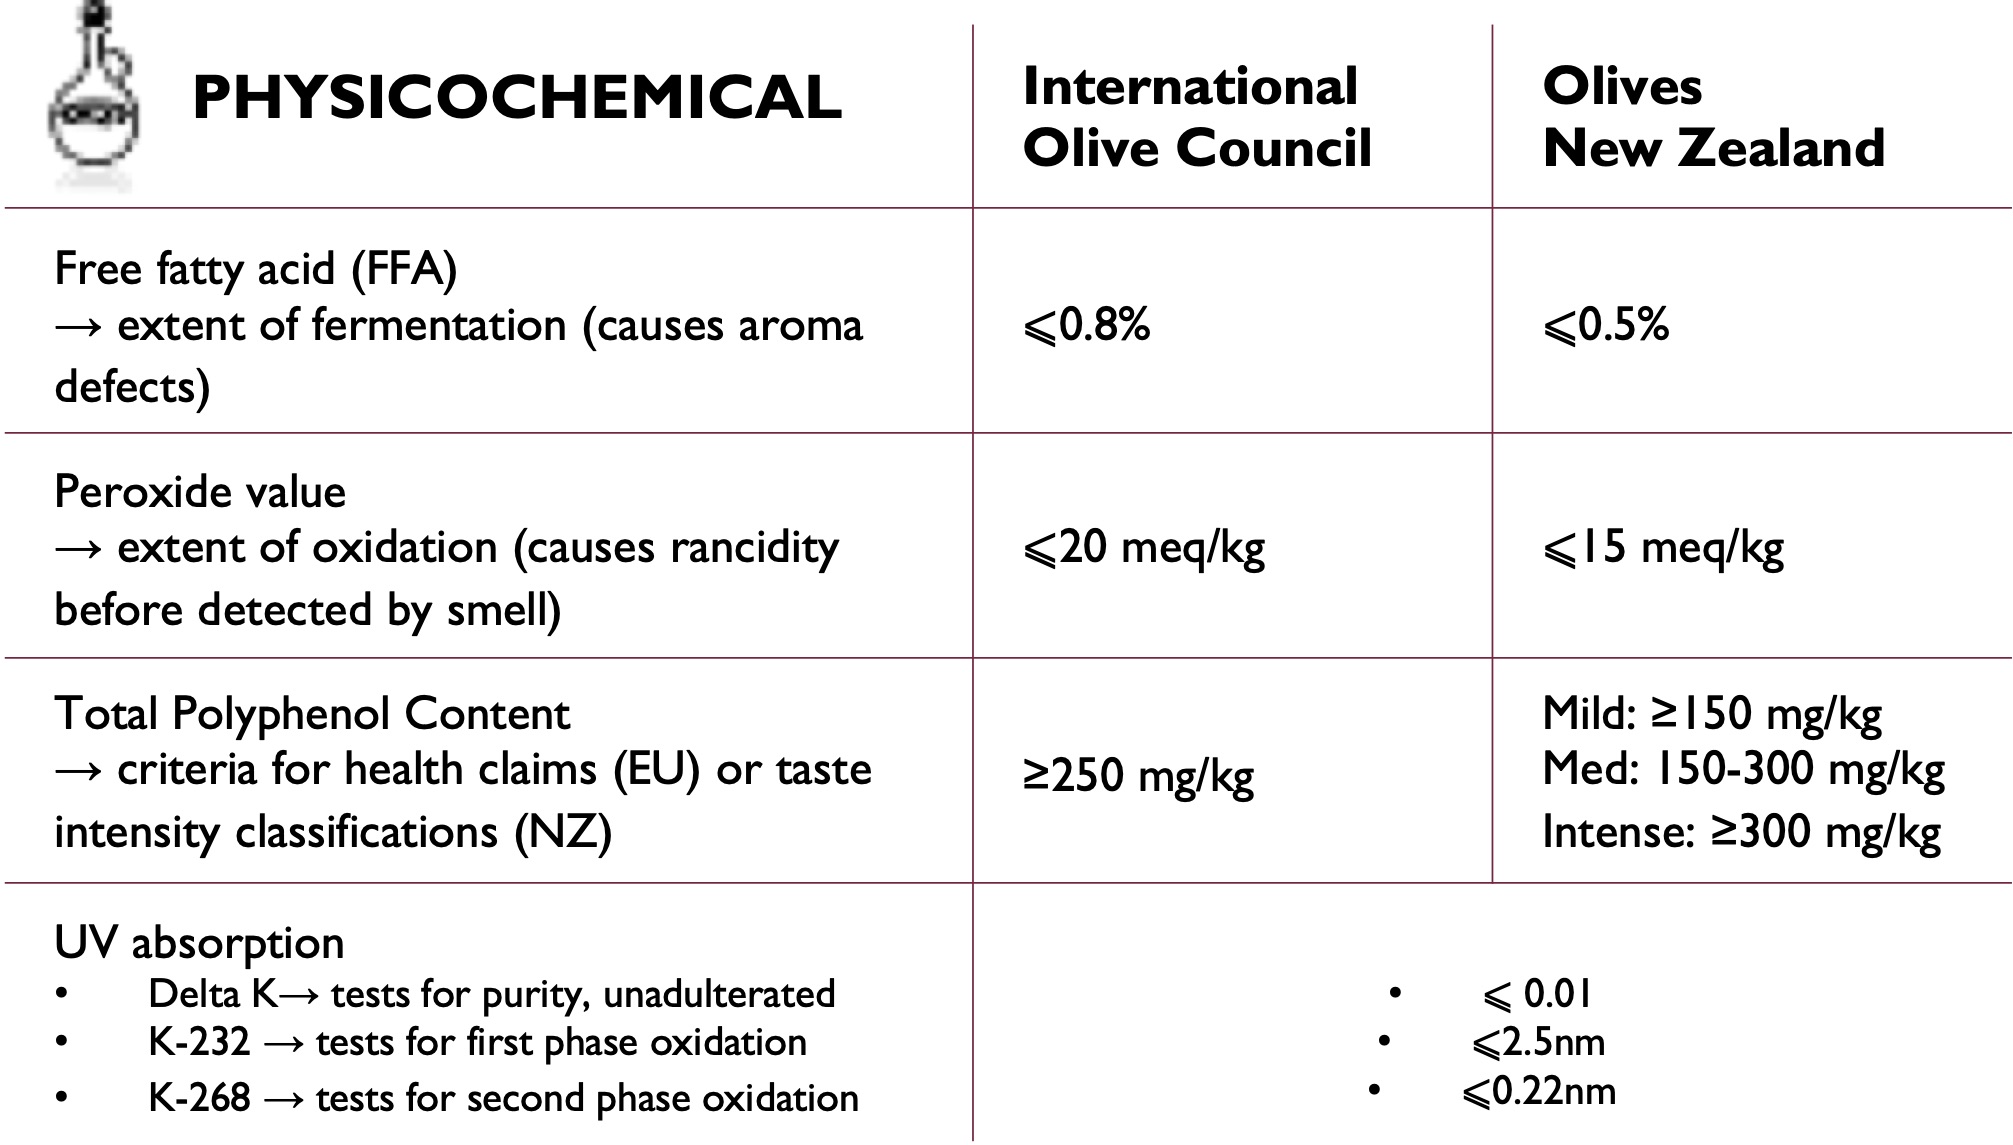 PHYSICOCHEMICAL
International
Olive Council
Olives
New Zealand
Free fatty acid (FFA)
→ extent of fermentation (causes aroma
defects)
⩽0.8%
⩽0.5%
Peroxide value
→ extent of oxidation (causes rancidity
before detected by smell)
⩽20 meq/kg
⩽15 meq/kg
Total Polyphenol Content
→ criteria for health claims (EU) or taste
intensity classifications (NZ)
≥250 mg/kg
Mild: ≥150 mg/kg
Med: 150-300 mg/kg
Intense: ≥300 mg/kg
UV absorption
• Delta K→ tests for purity, unadulterated
• K-232 → tests for first phase oxidation
• K-268 → tests for second phase oxidation
• ⩽ 0.01
• ⩽2.5nm
• ⩽0.22nm